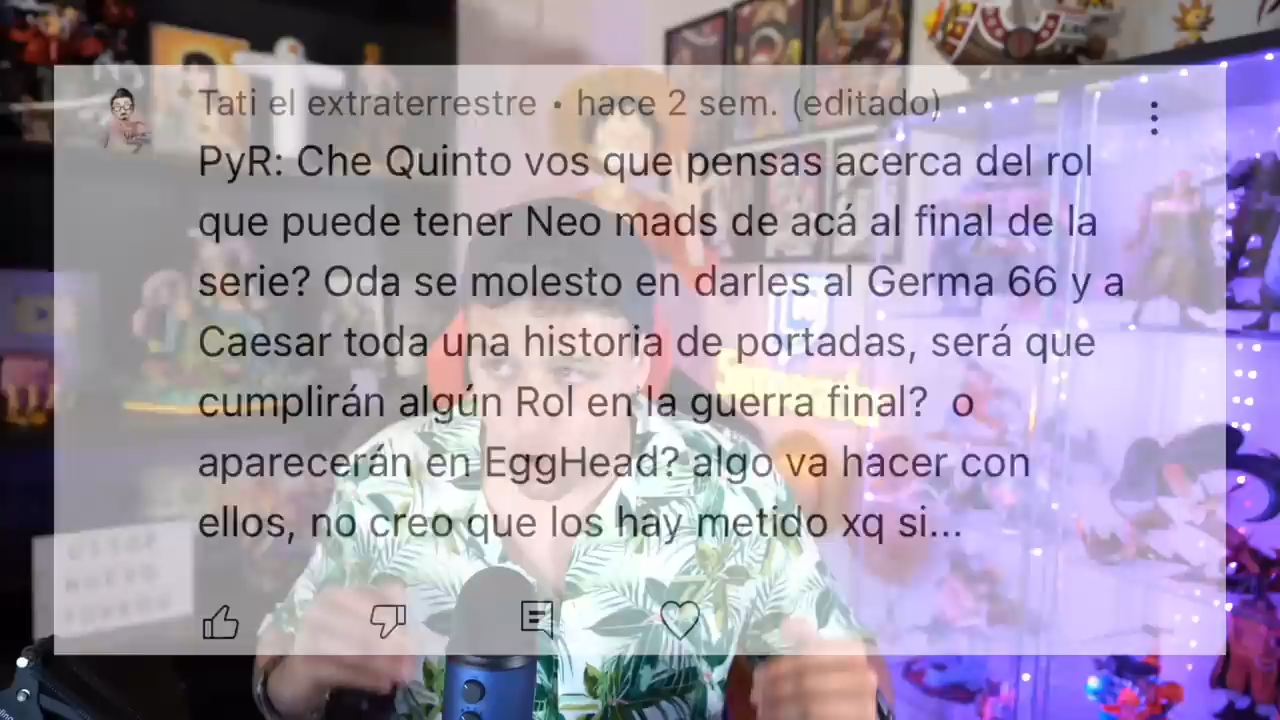 Tati el extraterrestre • hace 2 sem. (editado)
PyR: Che Quinto vos que pensas acerca del rol
que puede tener Neo mads de acá al final de la
serie? Oda se molesto en darles al Germa 66 y a
Caesar toda una historia de portadas, será que
cumplirán algún Rol en la guerra final?  o
aparecerán en EggHead? algo va hacer con
ellos, no creo que los hay metido xq si...